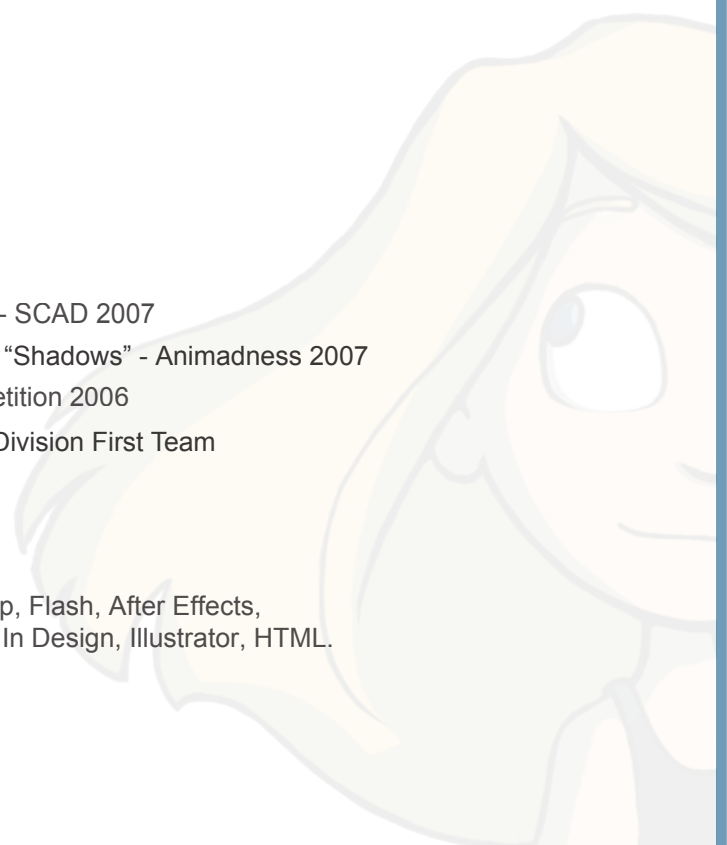 - SCAD 2007
“Shadows” - Animadness 2007
etition 2006
Division First Team
p, Flash, After Effects,
In Design, Illustrator, HTML.